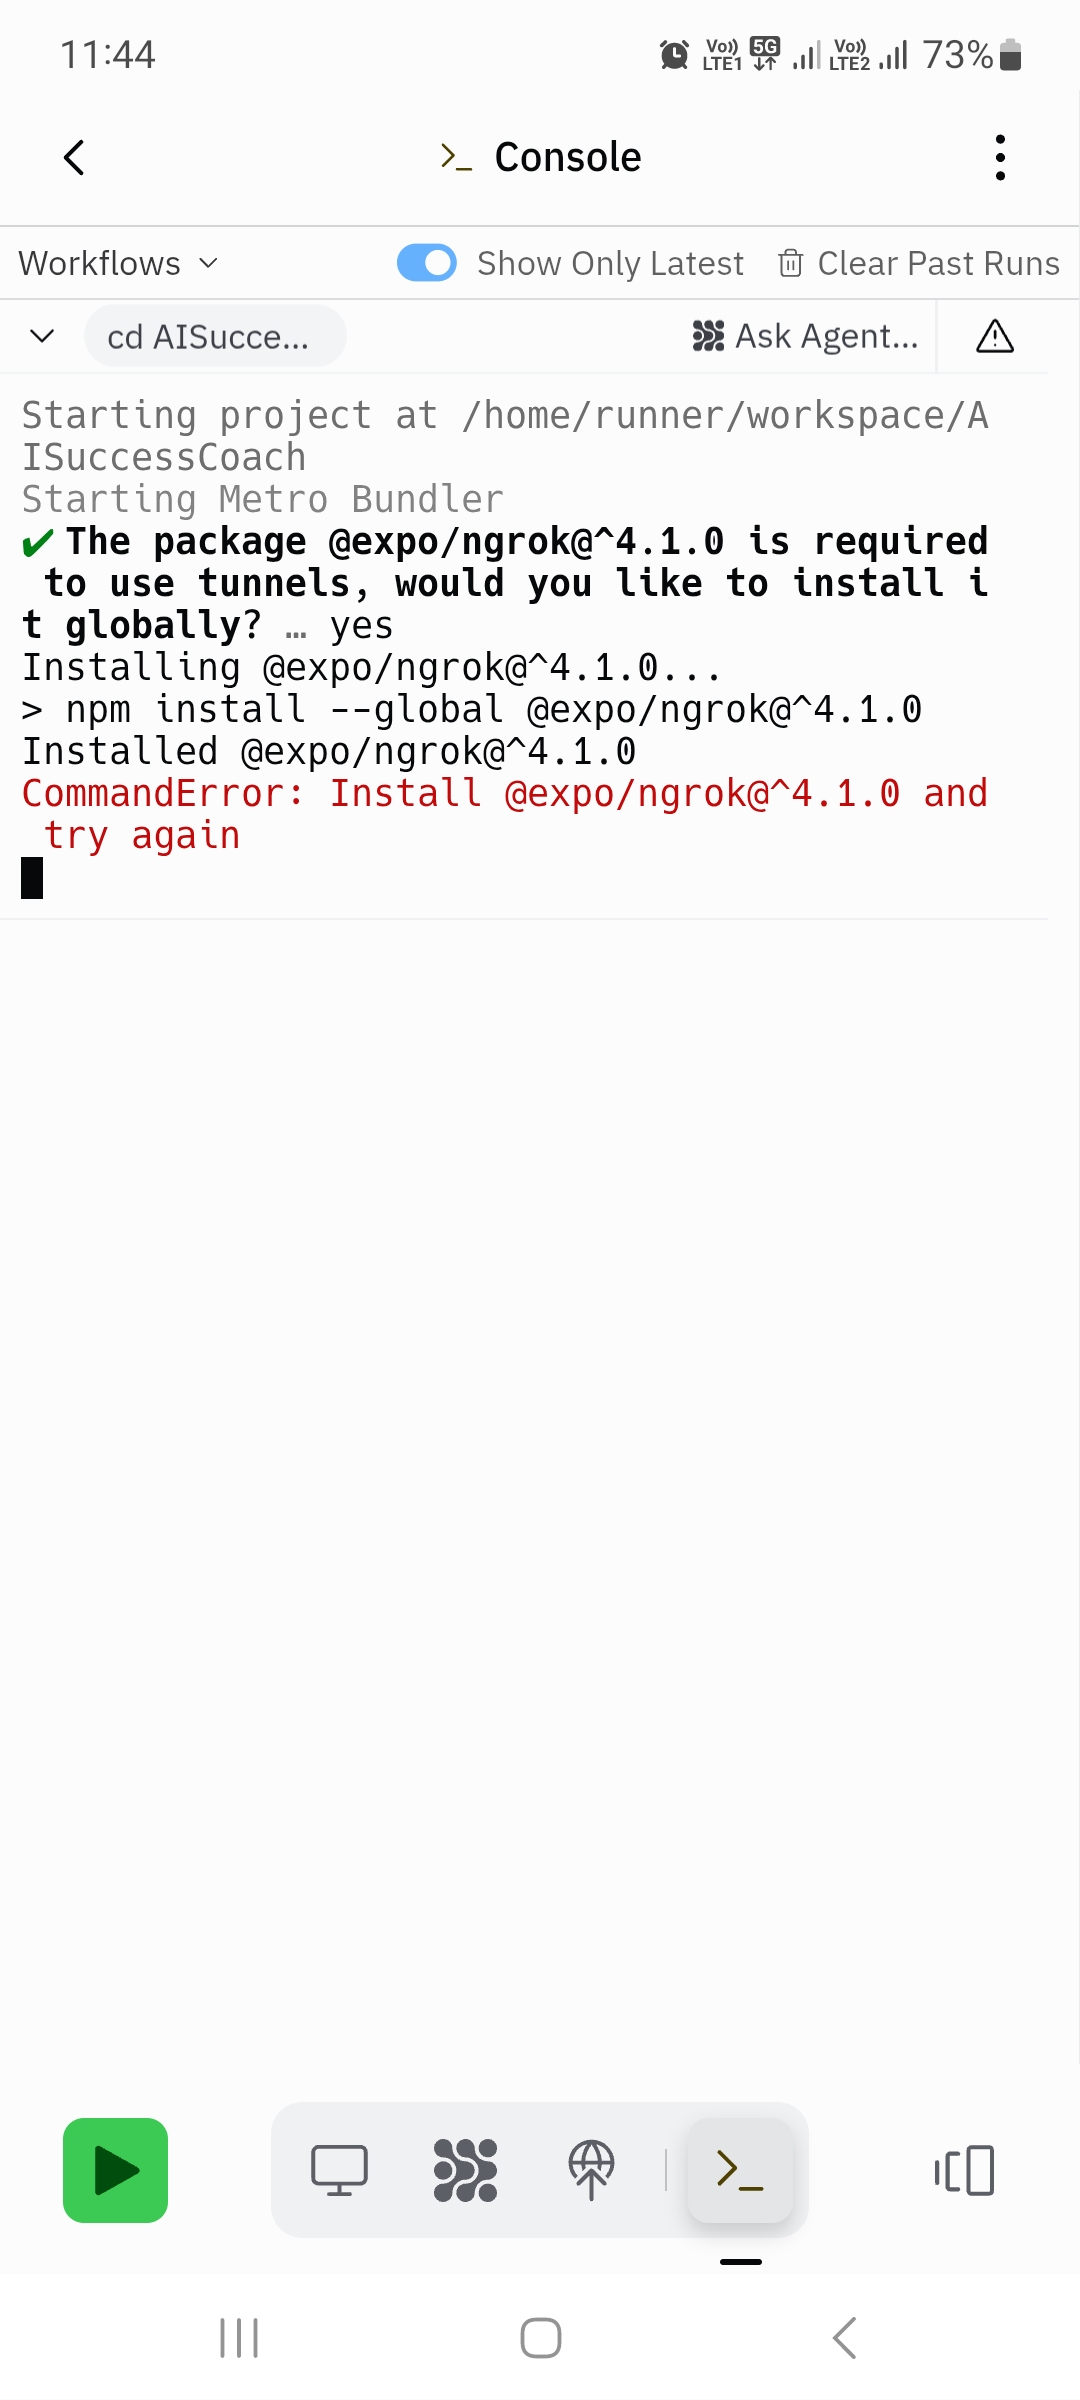 11:44
Vo)) LTE1 5G Vo)) LTE2 73%
>_ Console
Workflows Show Only Latest Clear Past Runs
cd AISucce... Ask Agent...
Starting project at /home/runner/workspace/A
ISuccessCoach
Starting Metro Bundler
✔ The package @expo/ngrok@^4.1.0 is required
to use tunnels, would you like to install i
t globally? … yes
Installing @expo/ngrok@^4.1.0...
> npm install --global @expo/ngrok@^4.1.0
Installed @expo/ngrok@^4.1.0
CommandError: Install @expo/ngrok@^4.1.0 and
try again